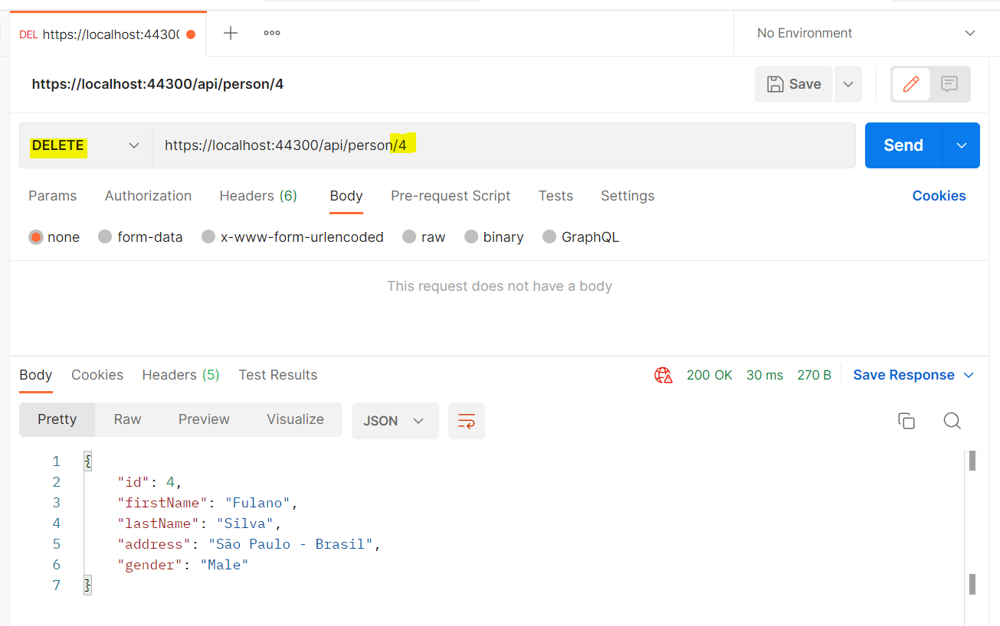 DEL https://localhost:44300
No Environment
https://localhost:44300/api/person/4
Save
DELETE
https://localhost:44300/api/person/4
Send
Params Authorization Headers (6) Body Pre-request Script Tests Settings Cookies
none form-data x-www-form-urlencoded raw binary GraphQL
This request does not have a body
Body Cookies Headers (5) Test Results 200 OK 30 ms 270 B Save Response
Pretty Raw Preview Visualize JSON
1 {
2 "id": 4,
3 "firstName": "Fulano",
4 "lastName": "Silva",
5 "address": "São Paulo - Brasil",
6 "gender": "Male"
7 }